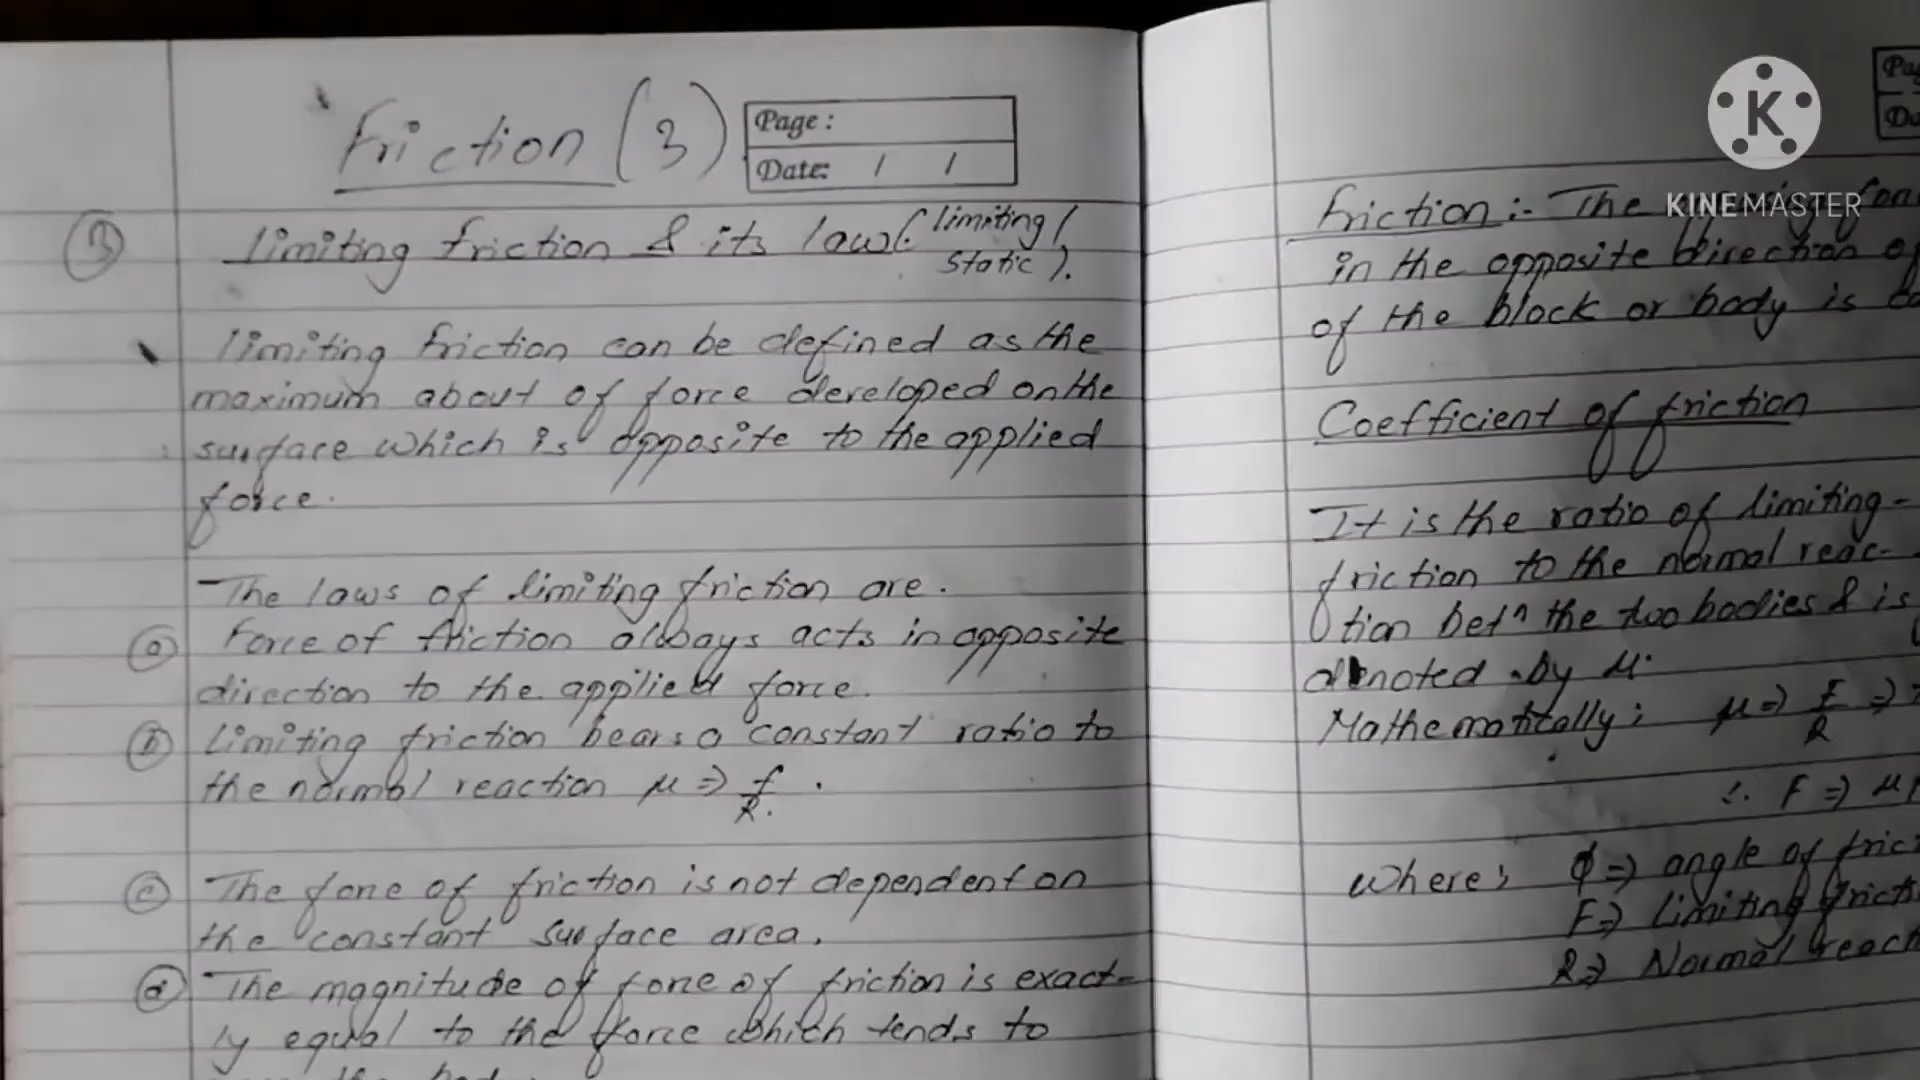 Friction (3)
Page :
Date: / /
(3) limiting friction & its law (limiting /
static).
limiting friction can be defined as the
maximum about of force developed on the
surface which is opposite to the applied
force.
The laws of limiting friction are.
(a) Force of friction always acts in opposite
direction to the applied force.
(b) limiting friction bears a constant ratio to
the normal reaction μ => f/R.
(c) The force of friction is not dependent on
the constant surface area.
(d) The magnitude of force of friction is exact-
ly equal to the force which tends to
Friction :- The
in the opposite direction of
of the block or body is
Coefficient of friction
It is the ratio of limiting-
friction to the normal reac-
tion betn the two bodies & is
denoted by μ.
Mathematically: μ => F/R =>
∴ F => μ
where, φ => angle of fric
F => limiting frict
R => Normal react
K
KINEMASTER